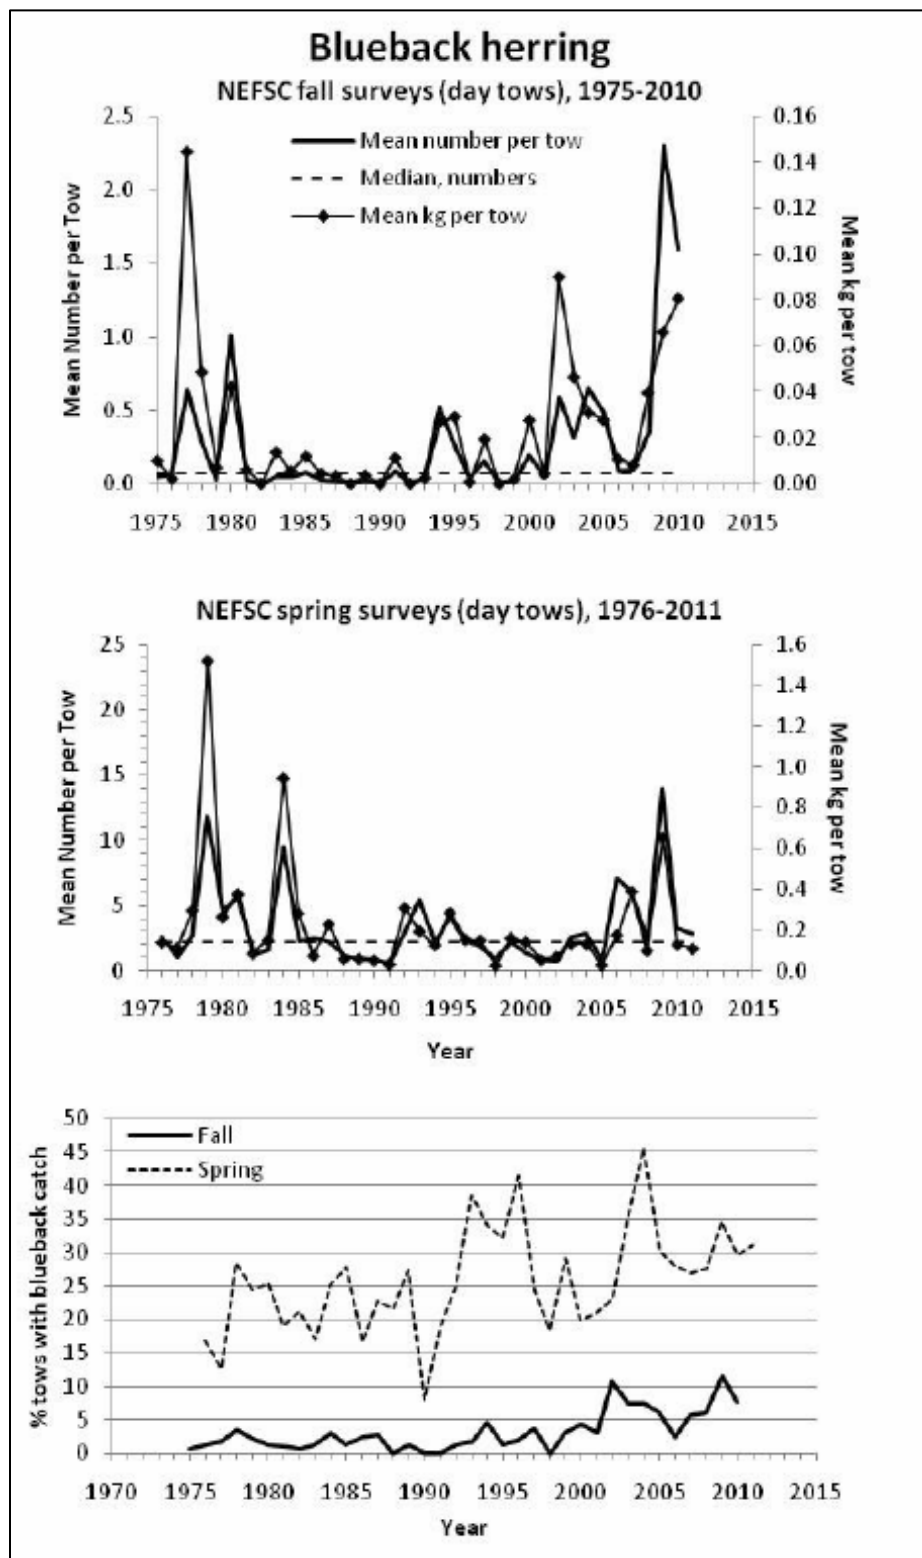 Blueback herring
NEFSC fall surveys (day tows), 1975-2010
2.5
2.0
1.5
1.0
0.5
0.0
Mean Number per Tow
Mean number per tow
Median, numbers
Mean kg per tow
0.16
0.14
0.12
0.10
0.08
0.06
0.04
0.02
0.00
Mean kg per tow
1975 1980 1985 1990 1995 2000 2005 2010 2015
NEFSC spring surveys (day tows), 1976-2011
25
20
15
10
5
0
Mean Number per Tow
1.6
1.4
1.2
1.0
0.8
0.6
0.4
0.2
0.0
Mean kg per tow
1975 1980 1985 1990 1995 2000 2005 2010 2015
Year
50
45
40
35
30
25
20
15
10
5
0
% tows with blueback catch
Fall
Spring
1970 1975 1980 1985 1990 1995 2000 2005 2010 2015
Year